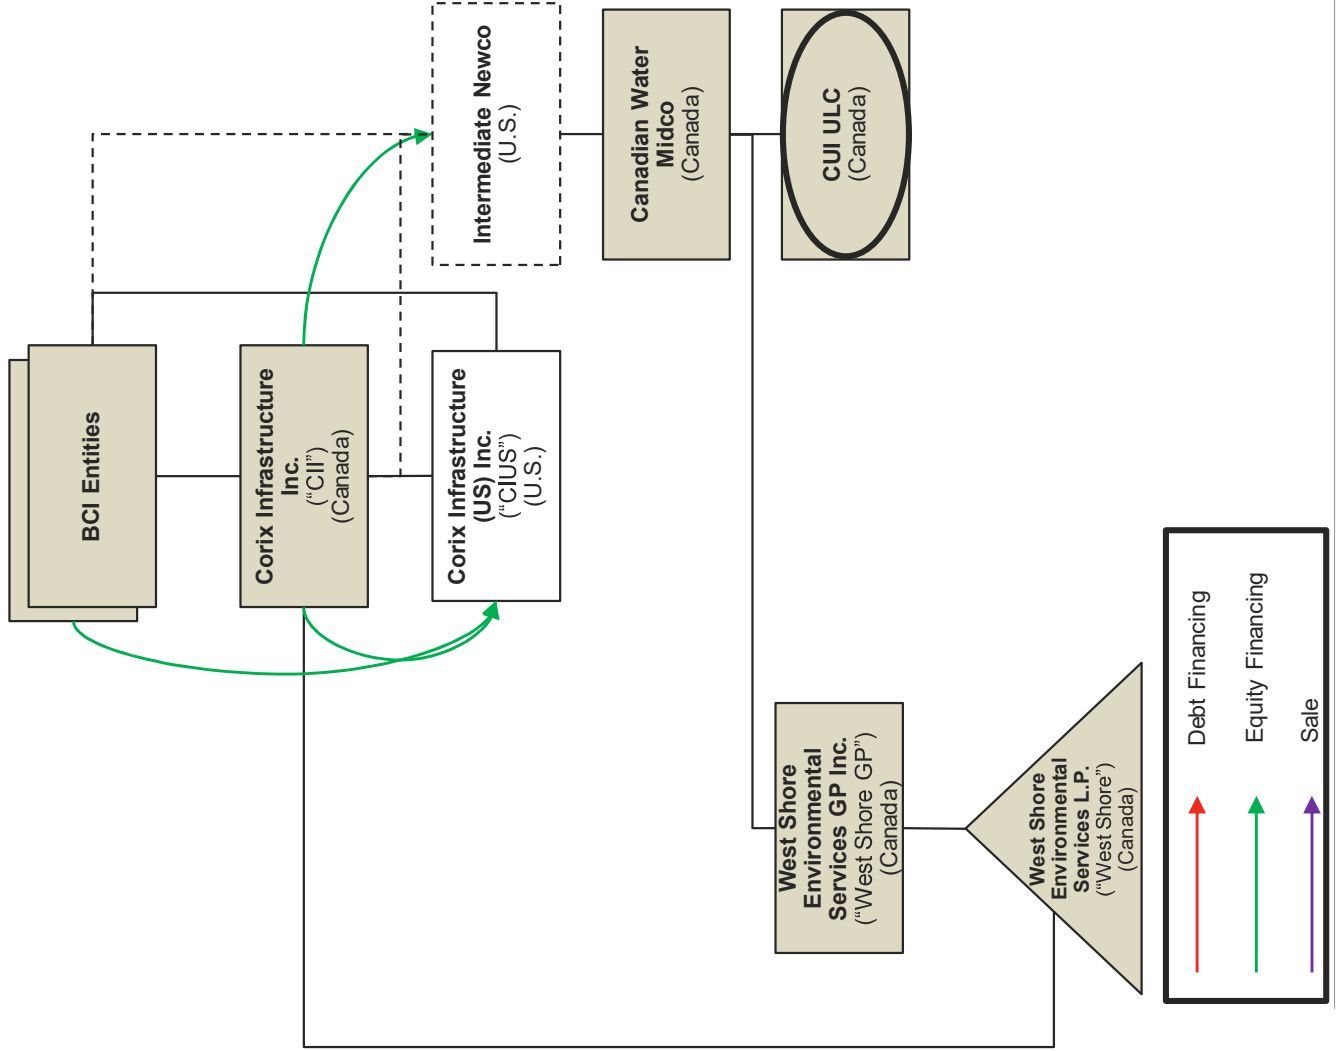 BCI Entities
Corix Infrastructure
Inc.
(“CII”)
(Canada)
Corix Infrastructure
(US) Inc.
(“CIUS”)
(U.S.)
Intermediate Newco
(U.S.)
Canadian Water
Midco
(Canada)
CUI ULC
(Canada)
West Shore
Environmental
Services GP Inc.
(“West Shore GP”)
(Canada)
West Shore
Environmental
Services L.P.
(“West Shore”)
(Canada)
Debt Financing
Equity Financing
Sale